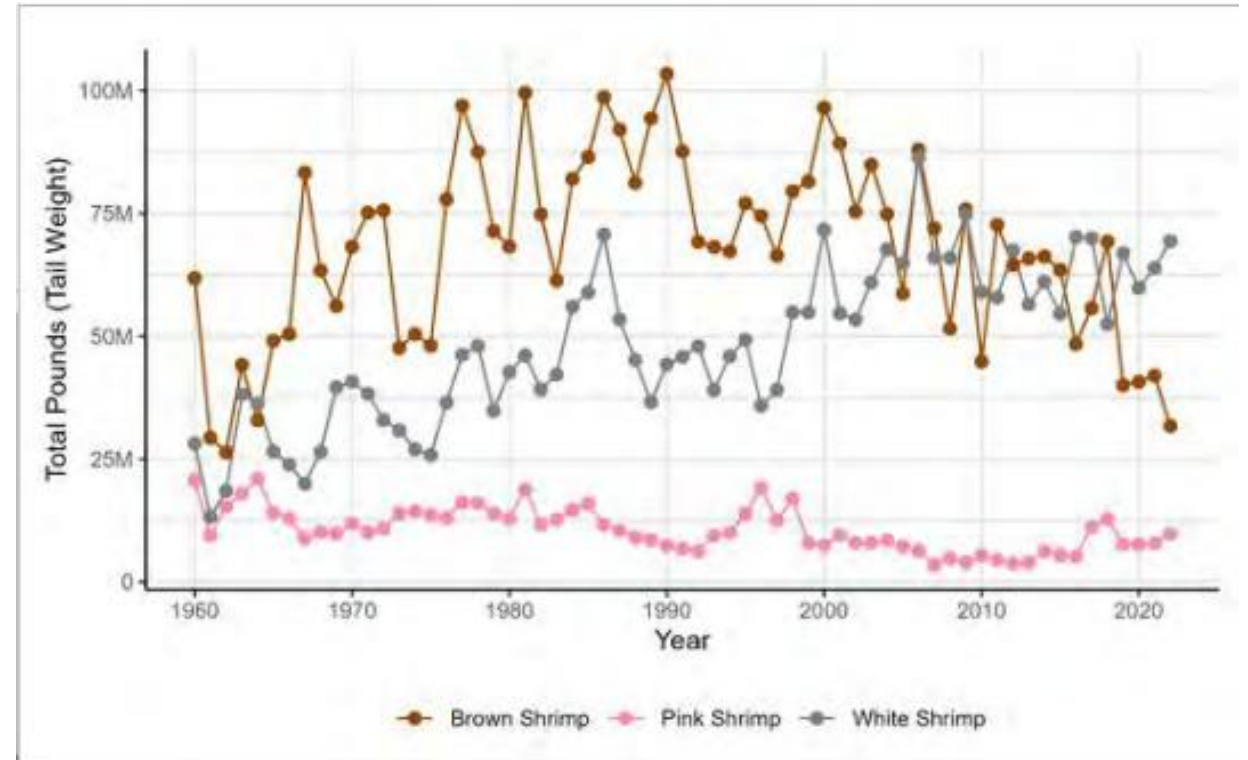 Total Pounds (Tail Weight)
100M
75M
50M
25M
0
1960 1970 1980 1990 2000 2010 2020
Year
Brown Shrimp Pink Shrimp White Shrimp